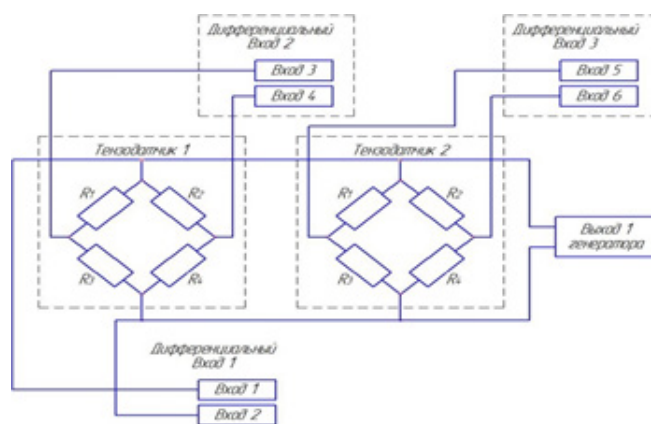 Дифференциальный
Вход 2
Вход 3
Вход 4
Дифференциальный
Вход 3
Вход 5
Вход 6
Тензодатчик 1
R1
R2
R3
R4
Тензодатчик 2
R1
R2
R3
R4
Выход 1
генератора
Дифференциальный
Вход 1
Вход 1
Вход 2